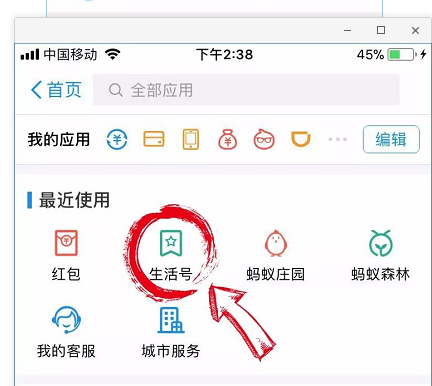 中国移动 下午2:38 45%
首页 全部应用
我的应用 编辑
最近使用
红包 生活号 蚂蚁庄园 蚂蚁森林
我的客服 城市服务